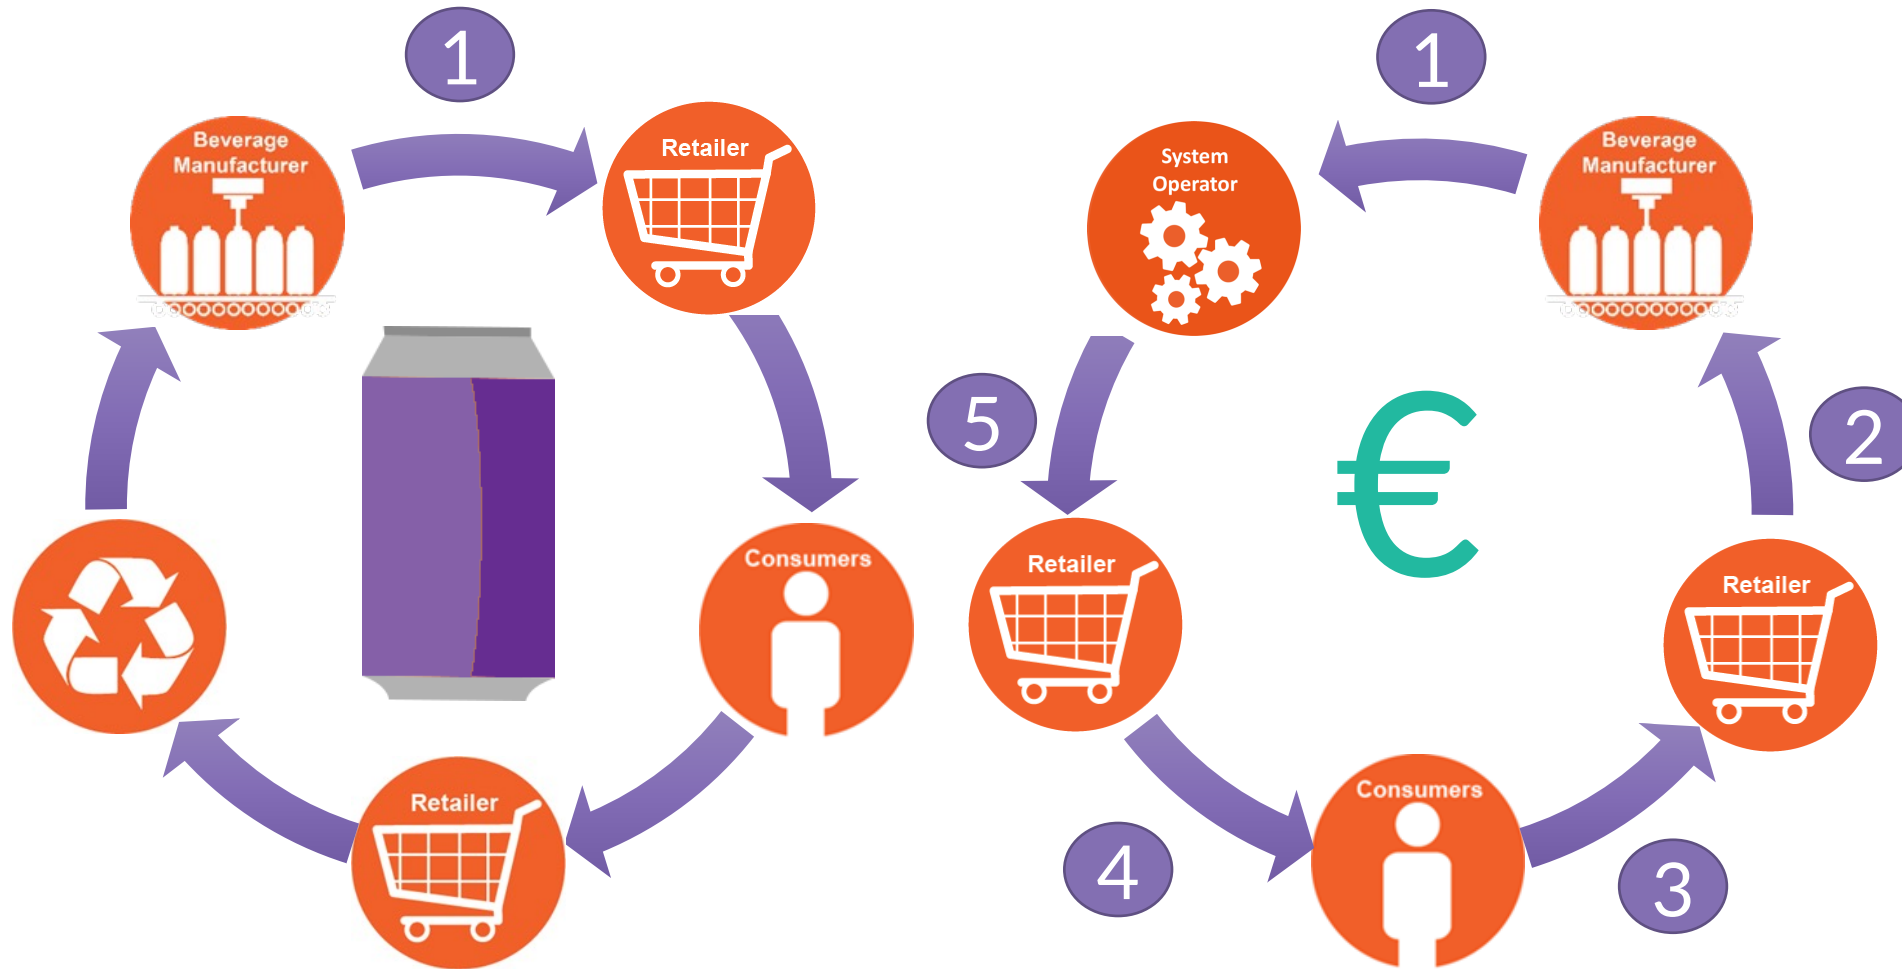 1
Beverage
Manufacturer
Retailer
Consumers
Retailer
1
System
Operator
Beverage
Manufacturer
5
€
2
Retailer
Retailer
Consumers
4
3